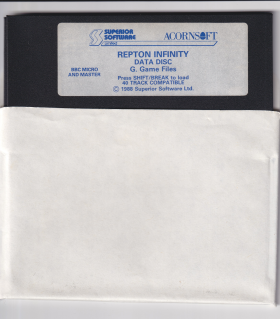 SUPERIOR
SOFTWARE
LIMITED
ACORNSOFT
REPTON INFINITY
DATA DISC
G. Game Files
BBC MICRO
AND MASTER
Press SHIFT/BREAK to load
40 TRACK COMPATIBLE
© 1988 Superior Software Ltd.